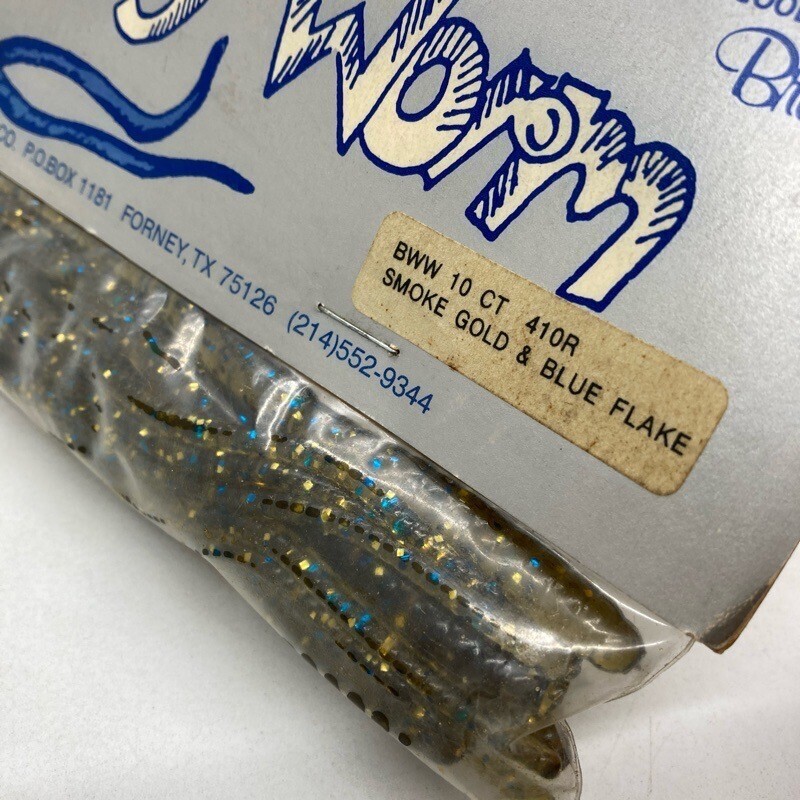 Worm
CO. P.O.BOX 1181 FORNEY, TX 75126 (214)552-9344
BWW 10 CT 410R
SMOKE GOLD & BLUE FLAKE